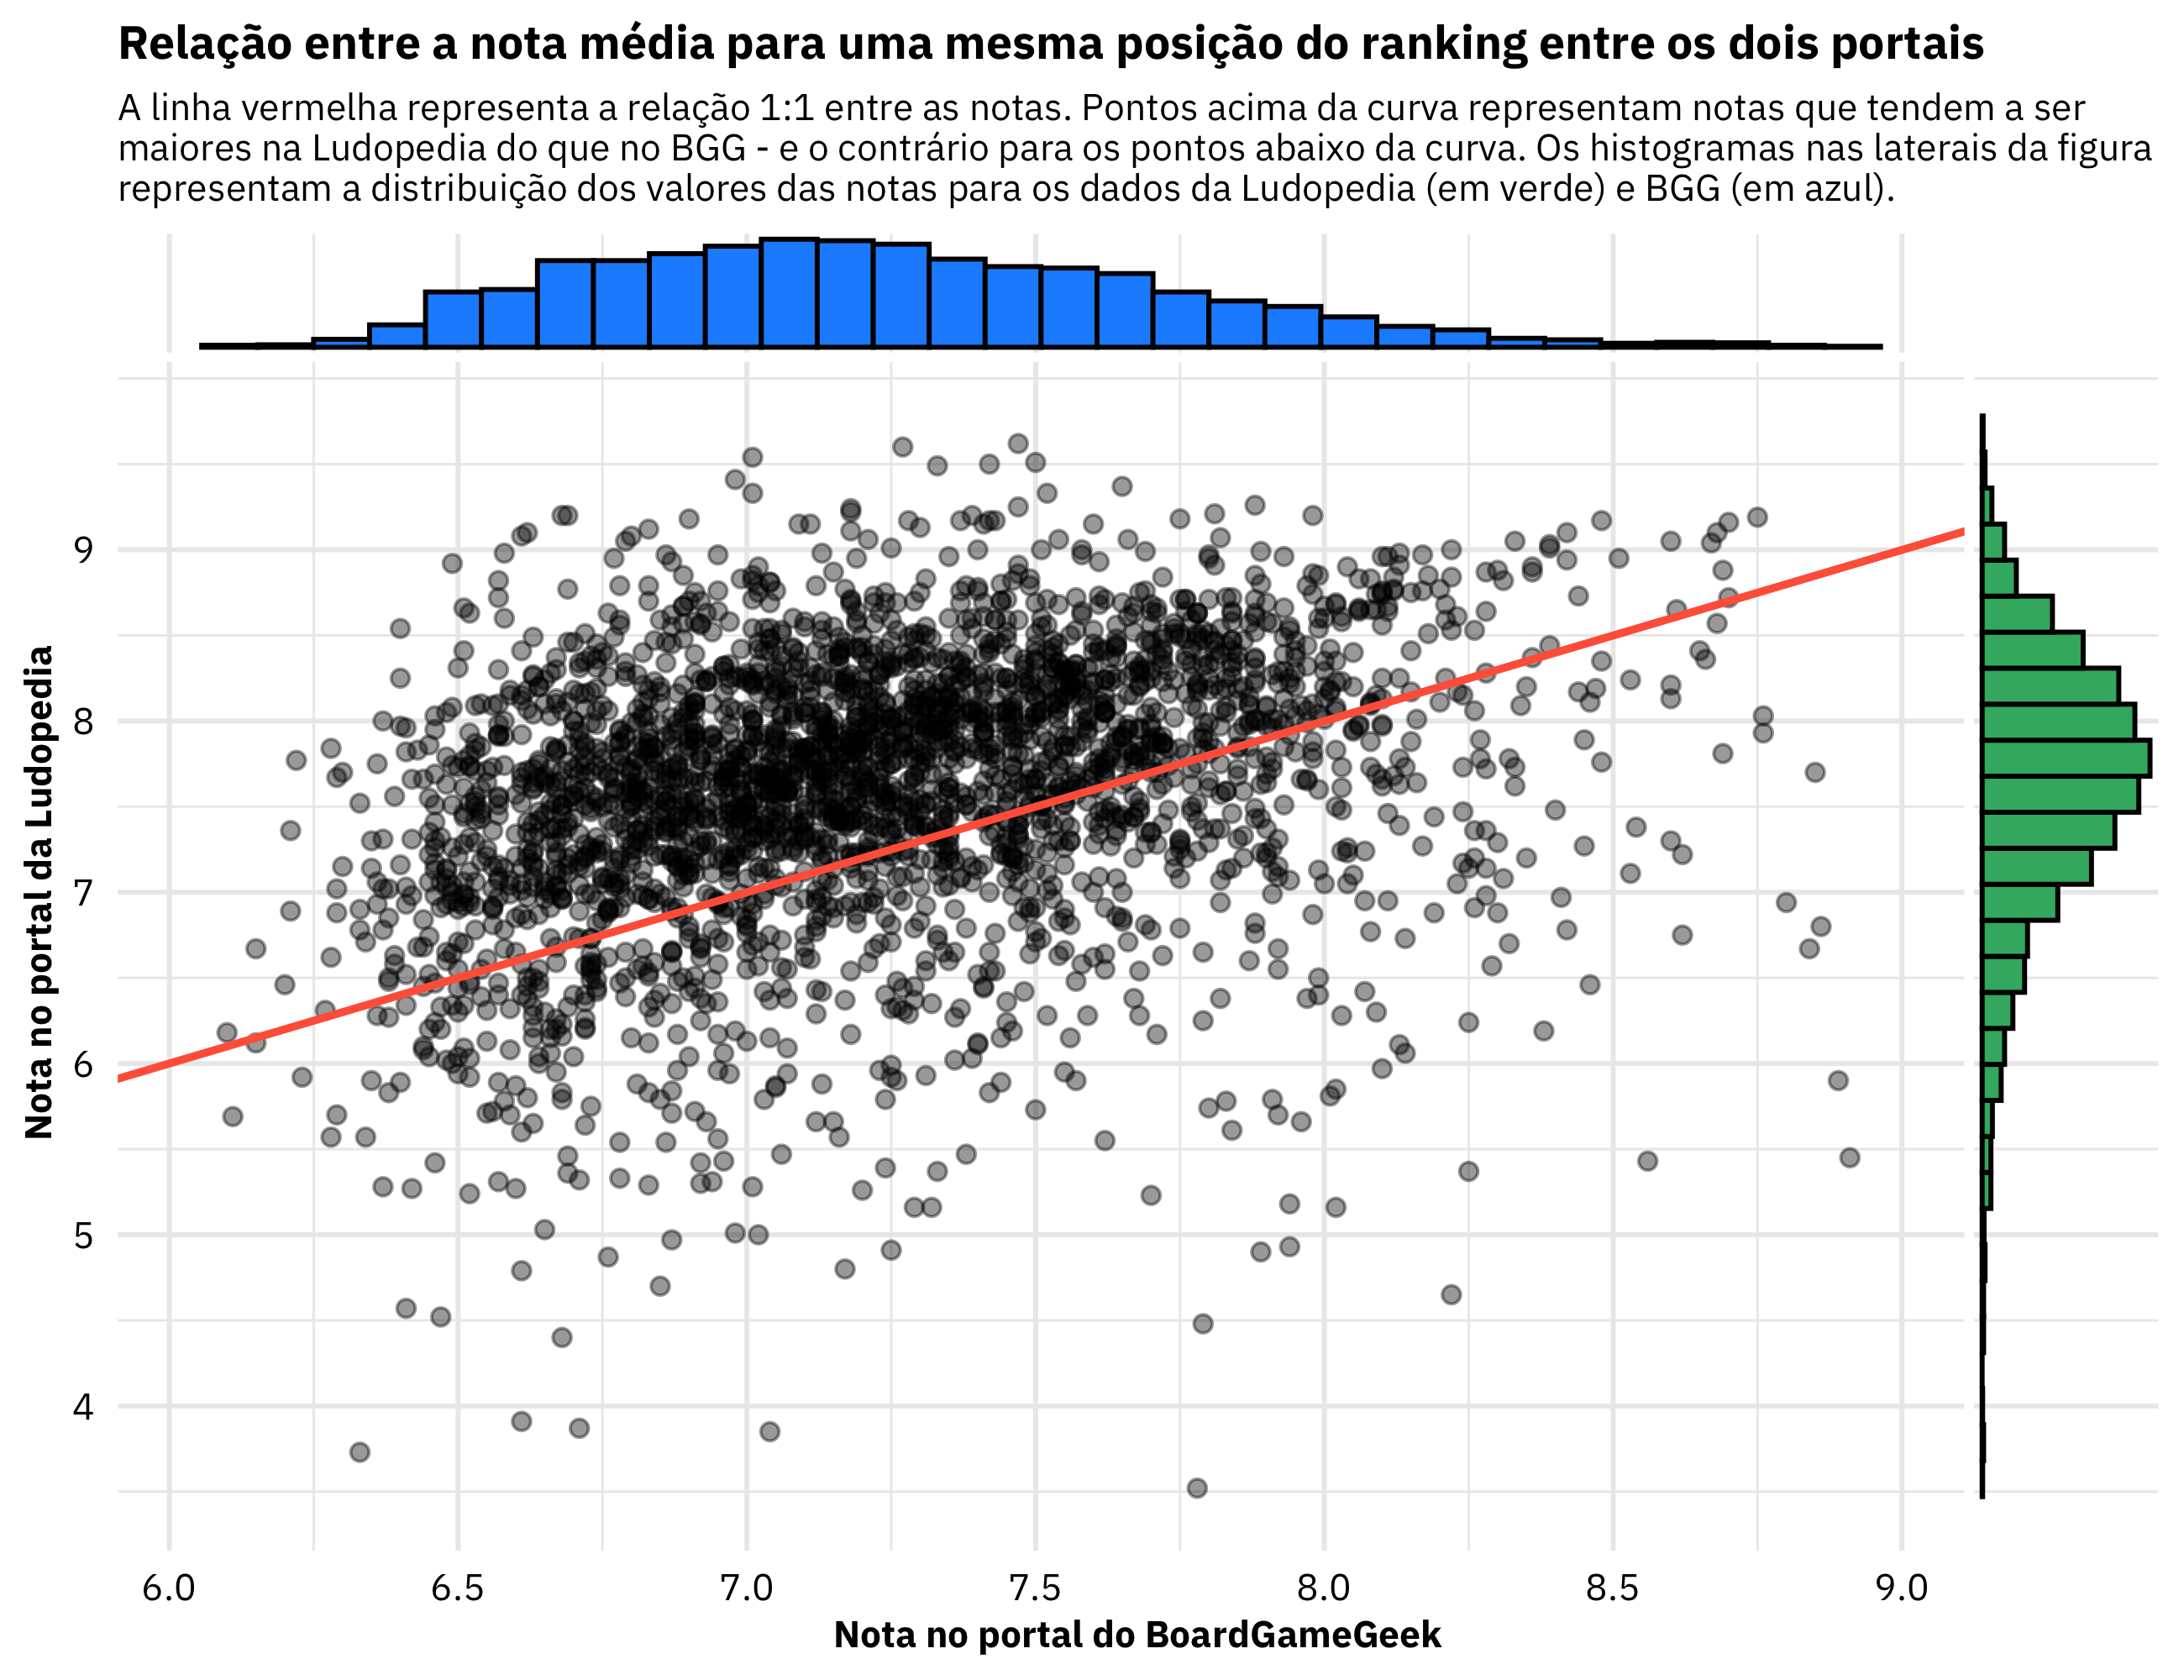 Relação entre a nota média para uma mesma posição do ranking entre os dois portais
A linha vermelha representa a relação 1:1 entre as notas. Pontos acima da curva representam notas que tendem a ser
maiores na Ludopedia do que no BGG - e o contrário para os pontos abaixo da curva. Os histogramas nas laterais da figura
representam a distribuição dos valores das notas para os dados da Ludopedia (em verde) e BGG (em azul).
Nota no portal da Ludopedia
9
8
7
6
5
4
6.0 6.5 7.0 7.5 8.0 8.5 9.0
Nota no portal do BoardGameGeek